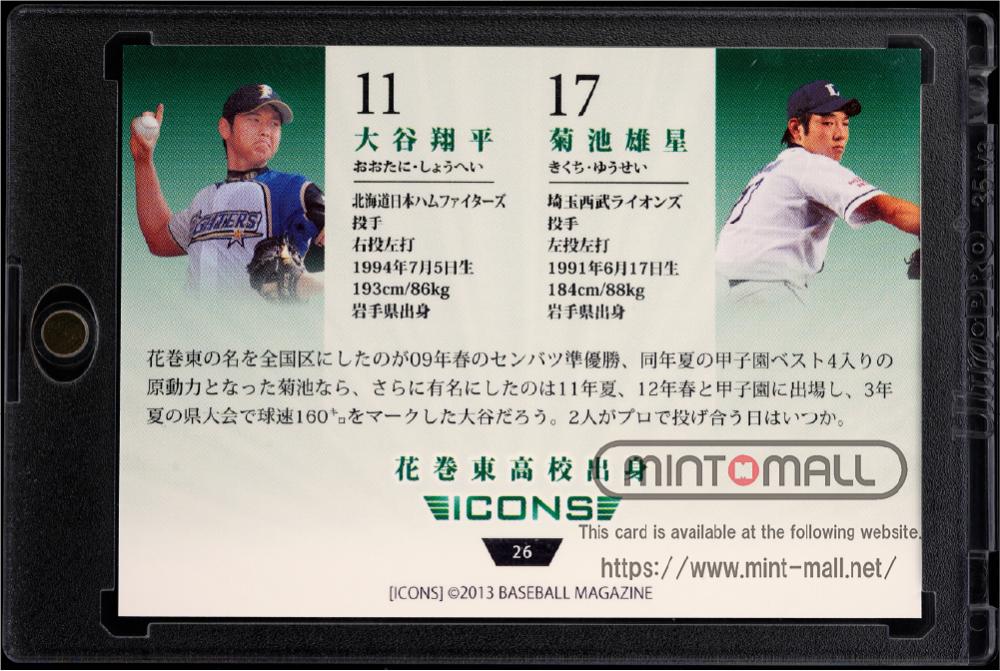 11
大谷翔平
おおたに・しょうへい
北海道日本ハムファイターズ
投手
右投左打
1994年7月5日生
193cm/86kg
岩手県出身
17
菊池雄星
きくち・ゆうせい
埼玉西武ライオンズ
投手
左投左打
1991年6月17日生
184cm/88kg
岩手県出身
FIGHTERS
花巻東の名を全国区にしたのが09年春のセンバツ準優勝、同年夏の甲子園ベスト4入りの
原動力となった菊池なら、さらに有名にしたのは11年夏、12年春と甲子園に出場し、3年
夏の県大会で球速160㌔をマークした大谷だろう。2人がプロで投げ合う日はいつか。
花巻東高校出身
MINT MALL
ICONS
This card is available at the following website.
26
https://www.mint-mall.net/
[ICONS] ©2013 BASEBALL MAGAZINE